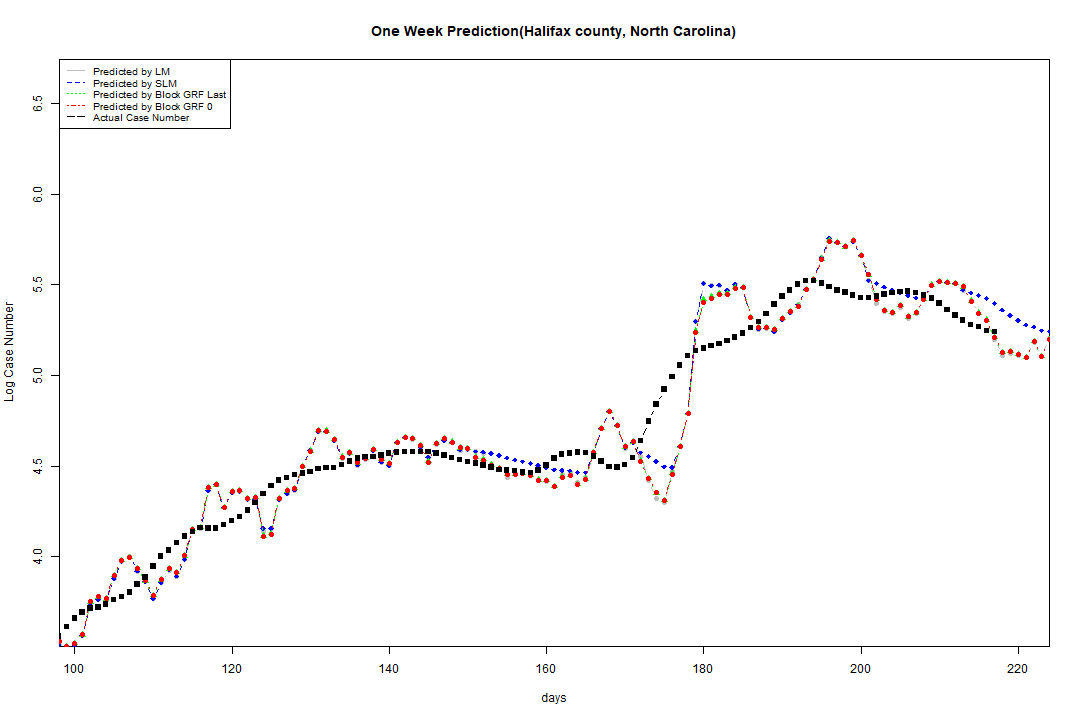 One Week Prediction(Halifax county, North Carolina)
Predicted by LM
Predicted by SLM
Predicted by Block GRF Last
Predicted by Block GRF 0
Actual Case Number
Log Case Number
6.5
6.0
5.5
5.0
4.5
4.0
100 120 140 160 180 200 220
days